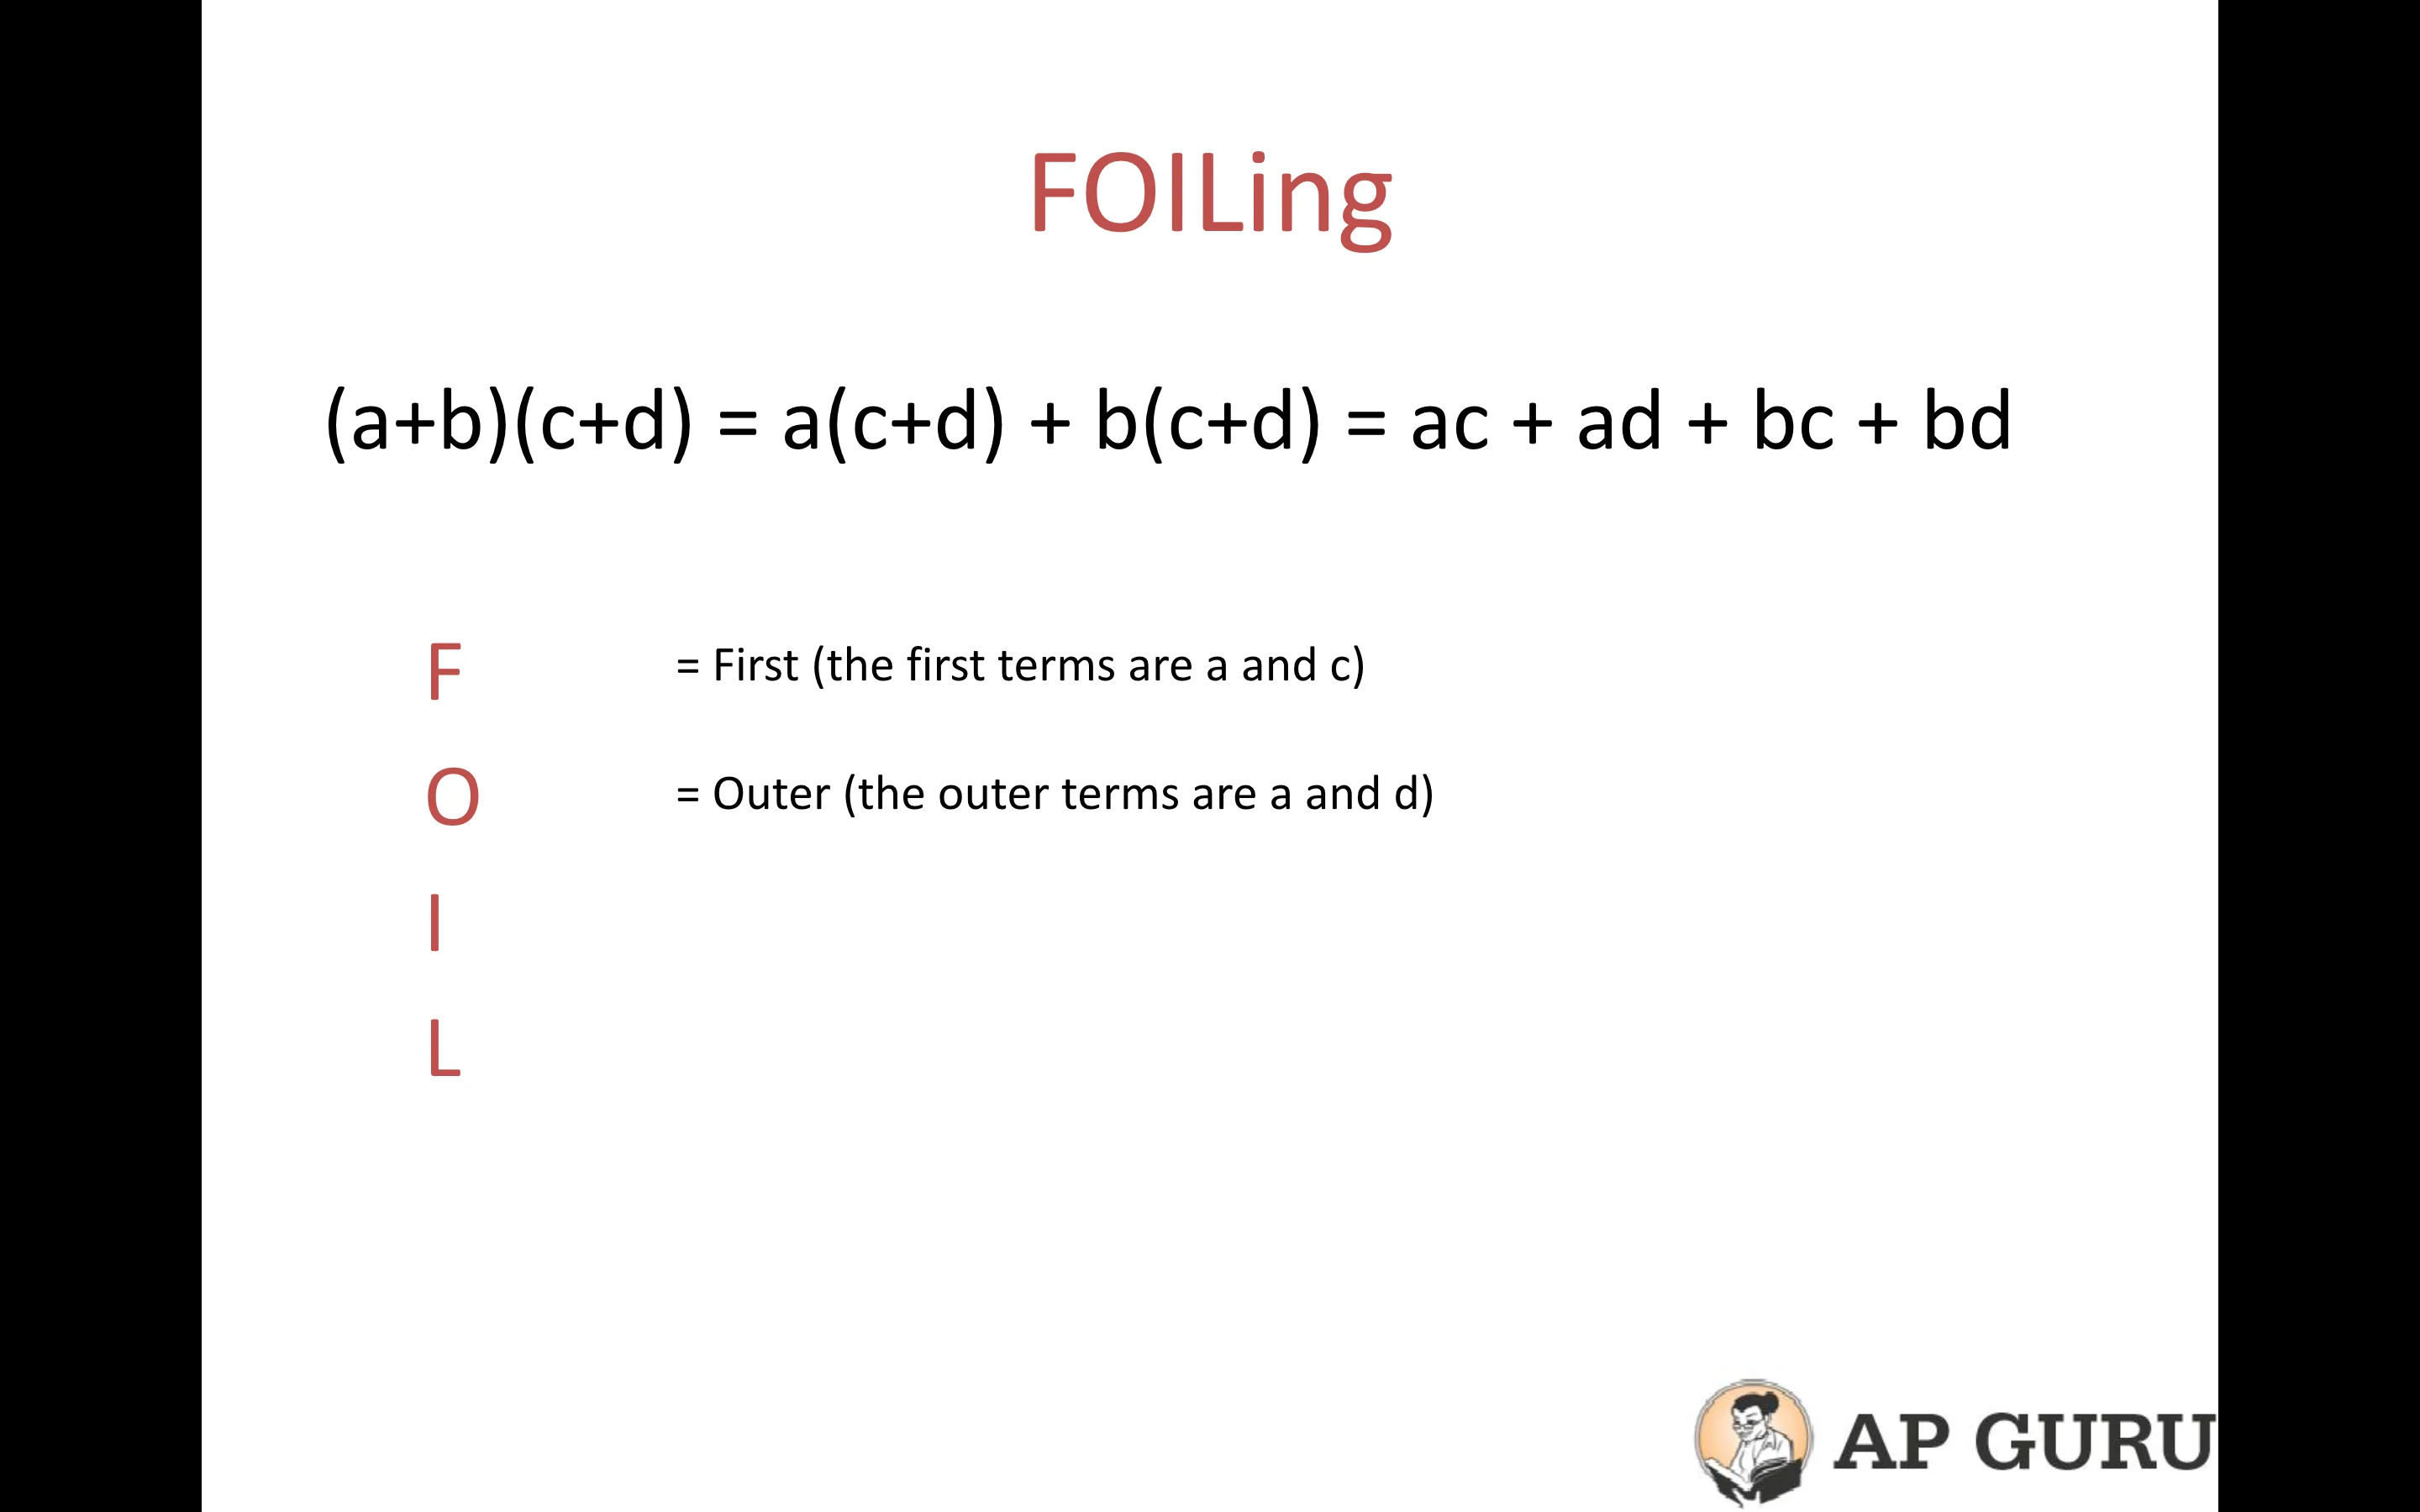 FOILing
(a+b)(c+d) = a(c+d) + b(c+d) = ac + ad + bc + bd
F = First (the first terms are a and c)
O = Outer (the outer terms are a and d)
I
L
AP GURU